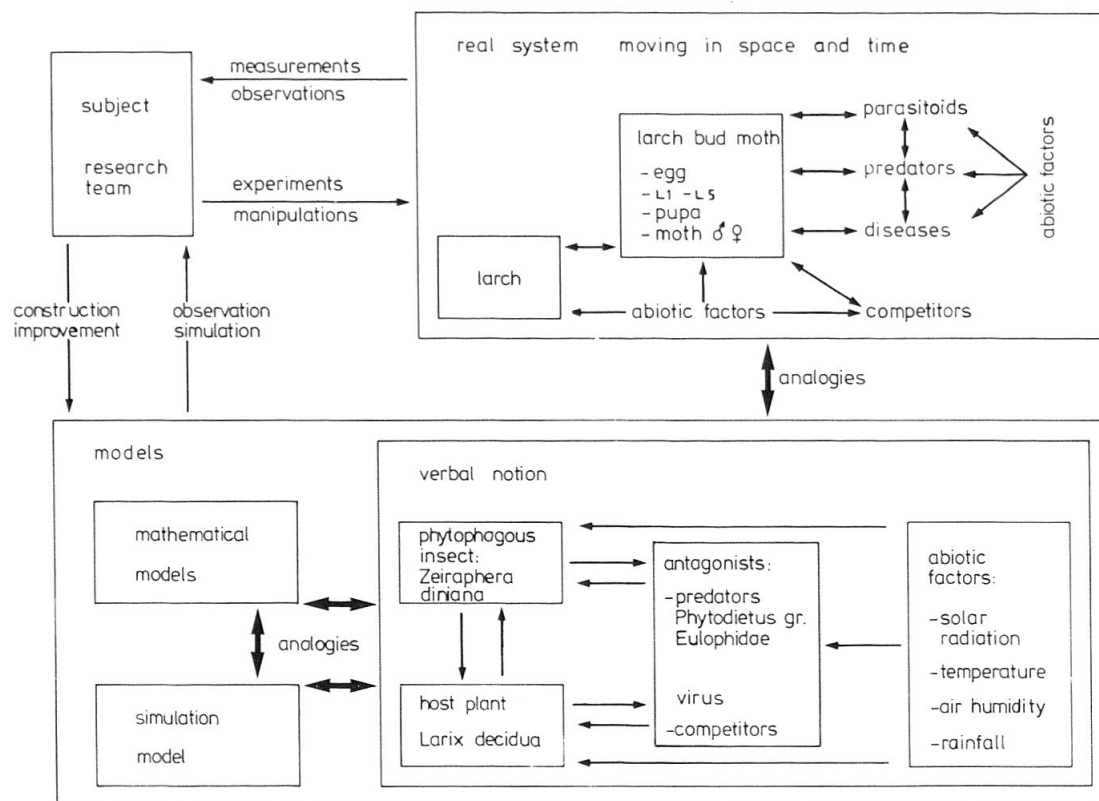 subject
research
team
measurements
observations
experiments
manipulations
construction
improvement
observation
simulation
real system moving in space and time
larch bud moth
- egg
- L1 - L5
- pupa
- moth ♂ ♀
larch
parasitoids
predators
diseases
abiotic factors
abiotic factors
competitors
analogies
models
mathematical
models
analogies
simulation
model
verbal notion
phytophagous
insect:
Zeiraphera
diniana
host plant
Larix decidua
antagonists:
-predators
Phytodietus gr.
Eulophidae
virus
-competitors
abiotic
factors:
-solar
radiation
-temperature
-air humidity
-rainfall